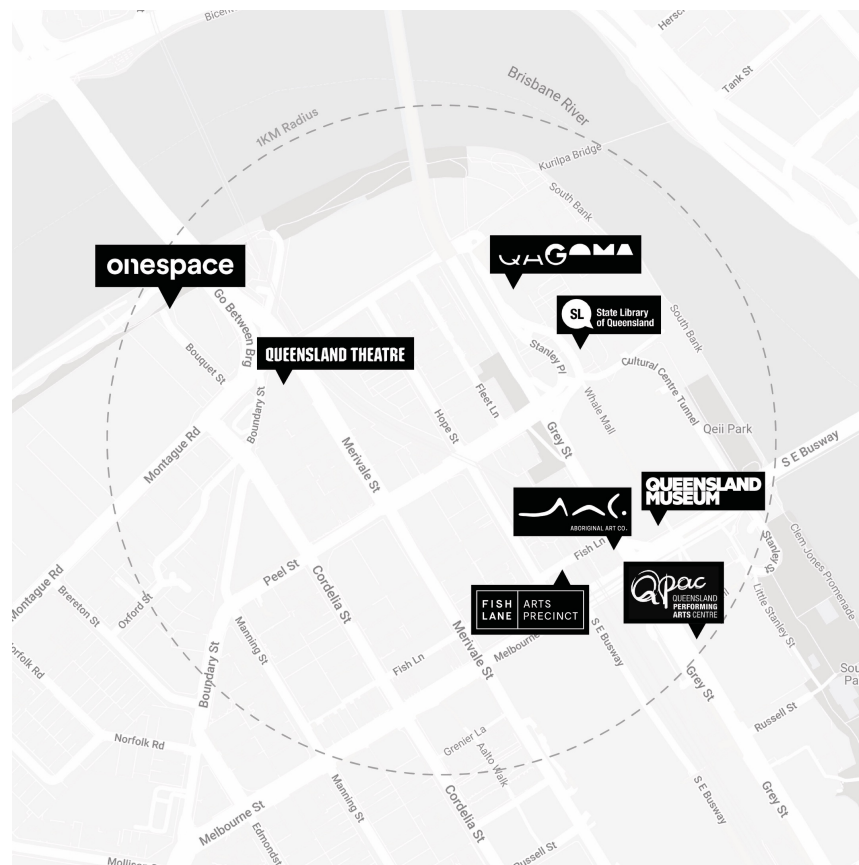 Tank St
Brisbane River
1KM Radius
Kurilpa Bridge
South Bank
QAGOMA
onespace
SL
State Library
of Queensland
South Bank
Go Between Brg
QUEENSLAND THEATRE
Bouquet St
Stanley Pl
Cultural Centre Tunnel
Fleet Ln
Whale Mall
Boundary St
Hope St
Grey St
Qeii Park
Montague Rd
Merivale St
S E Busway
QUEENSLAND
MUSEUM
ABORIGINAL ART CO.
Fish Ln
Stanley St
Clem Jones Promenade
Peel St
Cordelia St
Qpac
QUEENSLAND
PERFORMING
ARTS CENTRE
FISH
LANE
ARTS
PRECINCT
Montague Rd
Brereton St
Oxford St
Little Stanley St
Manning St
Merivale St
Melbourne
S E Busway
Boundary St
Fish Ln
Grey St
Norfolk Rd
Russell St
Grenier La
Aalto Walk
Manning St
Cordelia St
S E Busway
Grey St
Melbourne St
Edmondst
Russell St